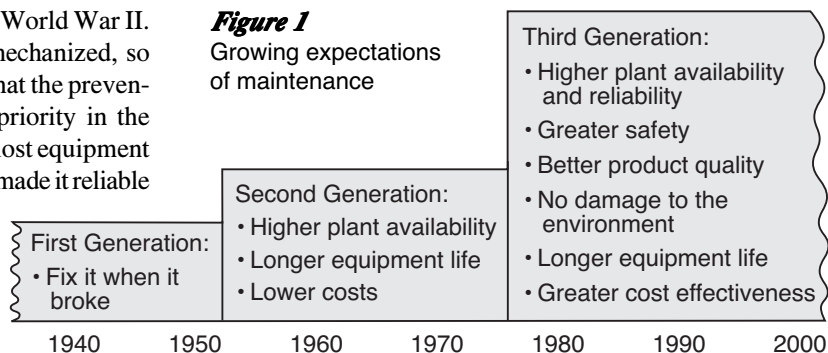 World War II.
mechanized, so
hat the preven-
priority in the
most equipment
made it reliable
Figure 1
Growing expectations
of maintenance
First Generation:
• Fix it when it
broke
Second Generation:
• Higher plant availability
• Longer equipment life
• Lower costs
Third Generation:
• Higher plant availability
and reliability
• Greater safety
• Better product quality
• No damage to the
environment
• Longer equipment life
• Greater cost effectiveness
1940 1950 1960 1970 1980 1990 2000